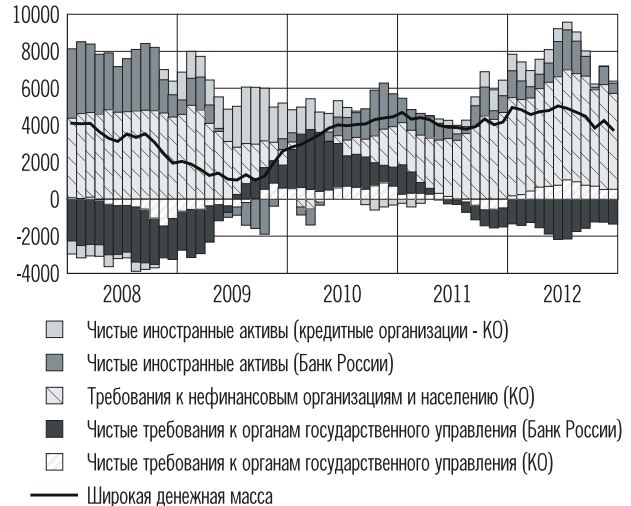 10000
8000
6000
4000
2000
0
-2000
-4000
2008 2009 2010 2011 2012
Чистые иностранные активы (кредитные организации - КО)
Чистые иностранные активы (Банк России)
Требования к нефинансовым организациям и населению (КО)
Чистые требования к органам государственного управления (Банк России)
Чистые требования к органам государственного управления (КО)
Широкая денежная масса